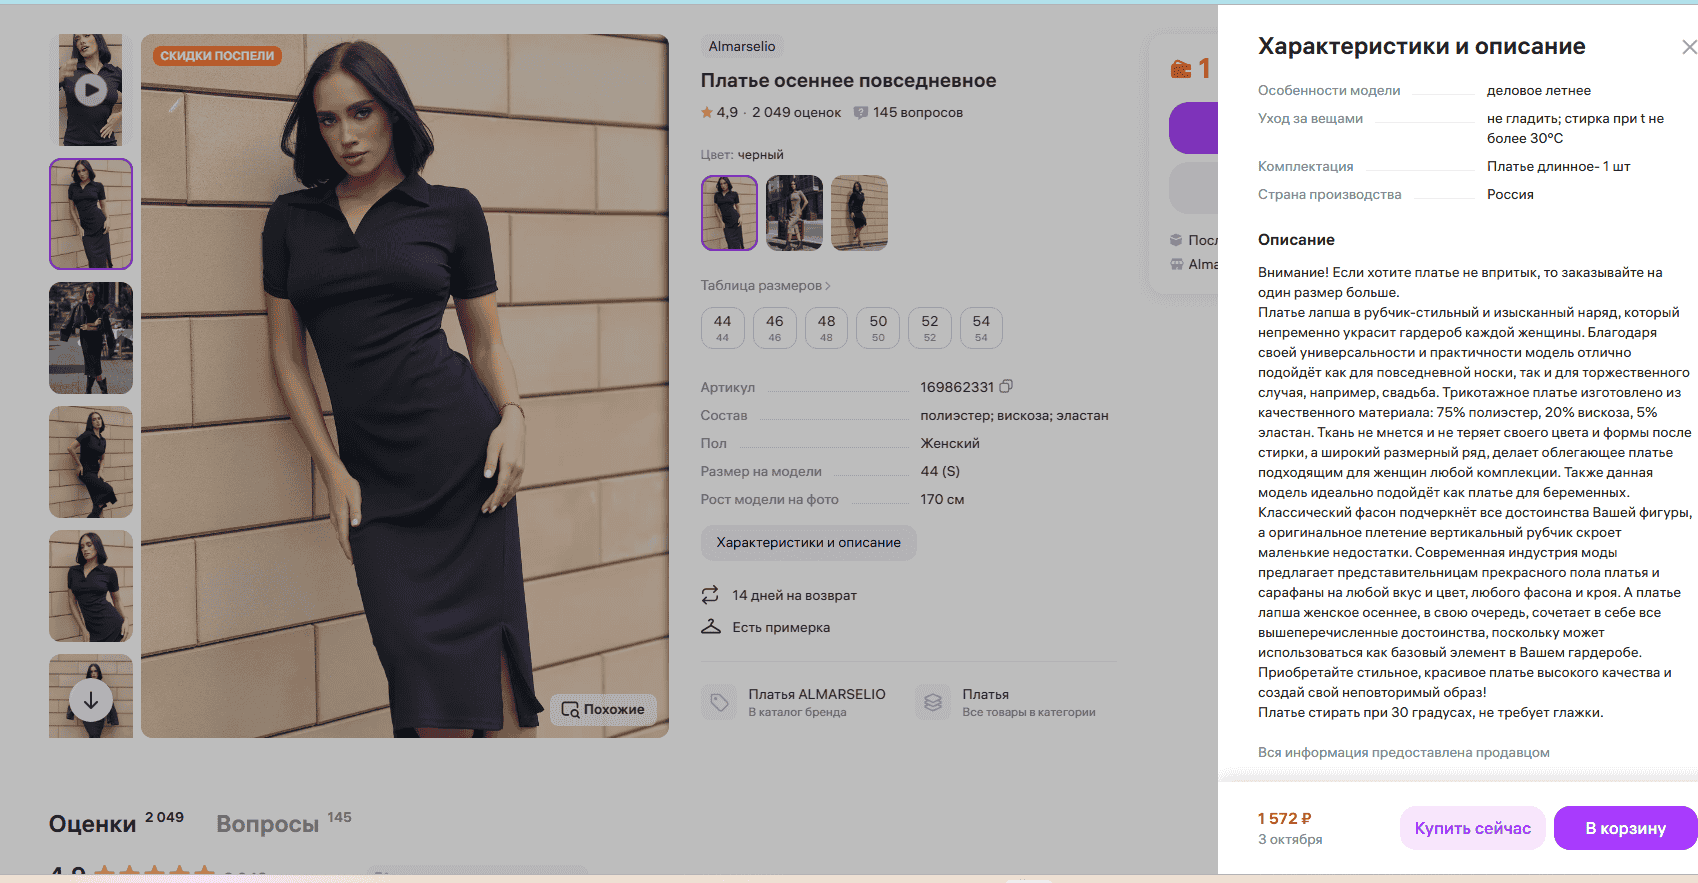 СКИДКИ ПОСПЕЛИ
Похожие
Almarselio
Платье осеннее повседневное
4,9 · 2 049 оценок 145 вопросов
Цвет: черный
Таблица размеров
44 46 48 50 52 54
44 46 48 50 52 54
Артикул 169862331
Состав полиэстер; вискоза; эластан
Пол Женский
Размер на модели 44 (S)
Рост модели на фото 170 см
Характеристики и описание
14 дней на возврат
Есть примерка
Платья ALMARSELIO
В каталог бренда
Платья
Все товары в категории
1
Посл
Alma
Оценки 2 049 Вопросы 145
4,9
Характеристики и описание
Особенности модели деловое летнее
Уход за вещами не гладить; стирка при t не
более 30°C
Комплектация Платье длинное- 1 шт
Страна производства Россия
Описание
Внимание! Если хотите платье не впритык, то заказывайте на
один размер больше.
Платье лапша в рубчик-стильный и изысканный наряд, который
непременно украсит гардероб каждой женщины. Благодаря
своей универсальности и практичности модель отлично
подойдёт как для повседневной носки, так и для торжественного
случая, например, свадьба. Трикотажное платье изготовлено из
качественного материала: 75% полиэстер, 20% вискоза, 5%
эластан. Ткань не мнется и не теряет своего цвета и формы после
стирки, а широкий размерный ряд, делает облегающее платье
подходящим для женщин любой комплекции. Также данная
модель идеально подойдёт как платье для беременных.
Классический фасон подчеркнёт все достоинства Вашей фигуры,
а оригинальное плетение вертикальный рубчик скроет
маленькие недостатки. Современная индустрия моды
предлагает представительницам прекрасного пола платья и
сарафаны на любой вкус и цвет, любого фасона и кроя. А платье
лапша женское осеннее, в свою очередь, сочетает в себе все
вышеперечисленные достоинства, поскольку может
использоваться как базовый элемент в Вашем гардеробе.
Приобретайте стильное, красивое платье высокого качества и
создай свой неповторимый образ!
Платье стирать при 30 градусах, не требует глажки.
Вся информация предоставлена продавцом
1 572 ₽
3 октября
Купить сейчас
В корзину